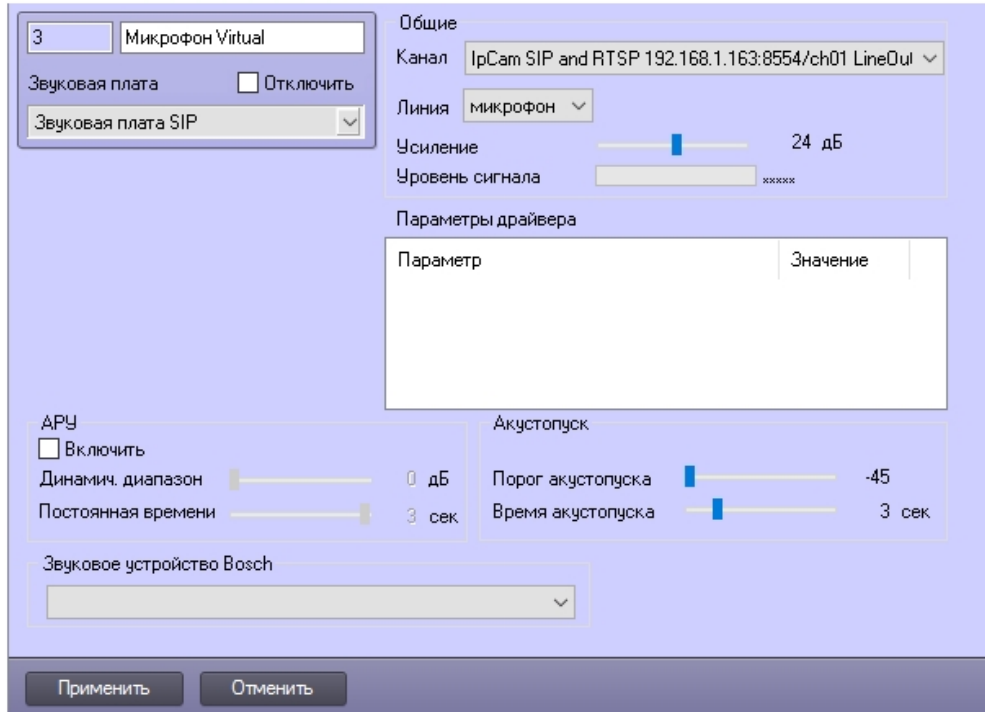 3 Микрофон Virtual
Звуковая плата Отключить
Звуковая плата SIP
Общие
Канал IpCam SIP and RTSP 192.168.1.163:8554/ch01 LineOut
Линия микрофон
Усиление 24 дБ
Уровень сигнала xxxxx
Параметры драйвера
Параметр Значение
АРУ
Включить
Динамич. диапазон 0 дБ
Постоянная времени 3 сек
Акустопуск
Порог акустопуска -45
Время акустопуска 3 сек
Звуковое устройство Bosch
Применить Отменить